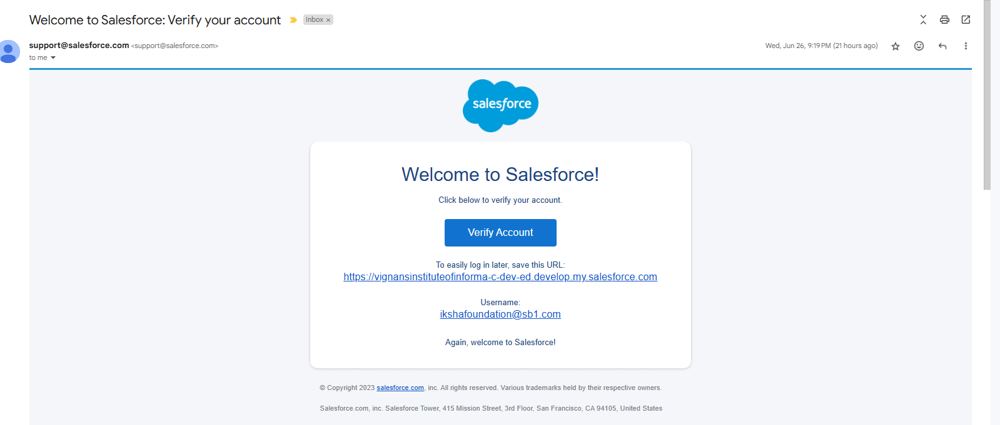 Welcome to Salesforce: Verify your account
Inbox ×
support@salesforce.com <support@salesforce.com>
Wed, Jun 26, 9:19 PM (21 hours ago)
to me
salesforce
Welcome to Salesforce!
Click below to verify your account.
Verify Account
To easily log in later, save this URL:
https://vignansinstituteofinforma-c-dev-ed.develop.my.salesforce.com
Username:
ikshafoundation@sb1.com
Again, welcome to Salesforce!
© Copyright 2023 salesforce.com, inc. All rights reserved. Various trademarks held by their respective owners.
Salesforce.com, inc. Salesforce Tower, 415 Mission Street, 3rd Floor, San Francisco, CA 94105, United States